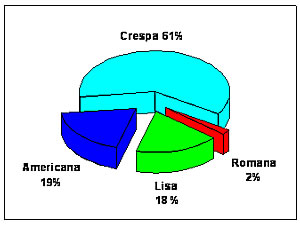 Crespa 61%
Americana
19%
Lisa
18 %
Romana
2%